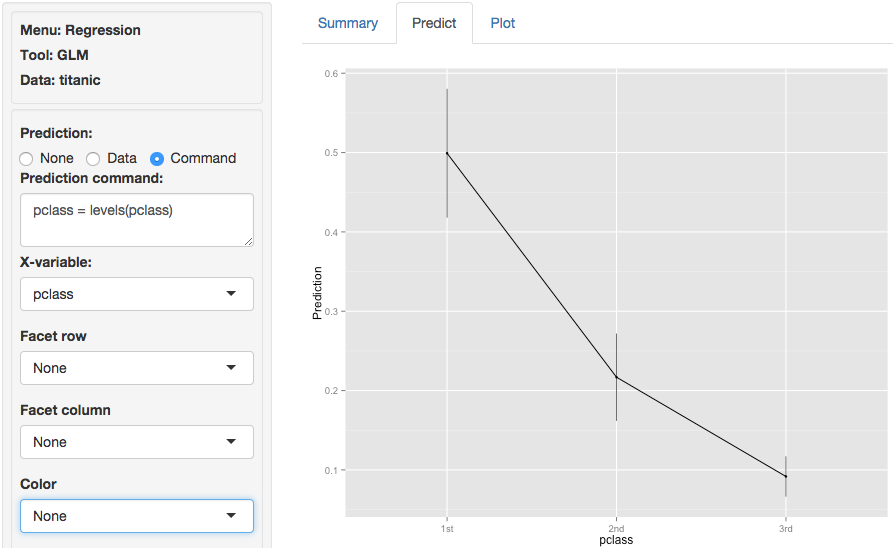 Menu: Regression
Tool: GLM
Data: titanic
Prediction:
None Data Command
Prediction command:
pclass = levels(pclass)
X-variable:
pclass
Facet row
None
Facet column
None
Color
None
Summary Predict Plot
0.6
0.5
0.4
0.3
0.2
0.1
Prediction
1st 2nd 3rd
pclass